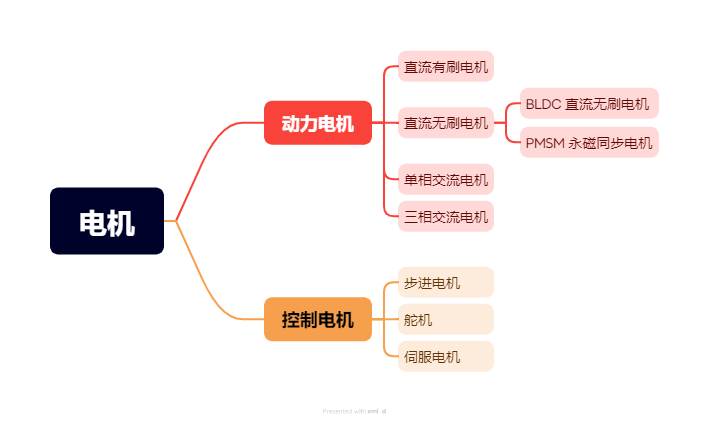 电机
动力电机
直流有刷电机
直流无刷电机
BLDC 直流无刷电机
PMSM 永磁同步电机
单相交流电机
三相交流电机
控制电机
步进电机
舵机
伺服电机
Presented with